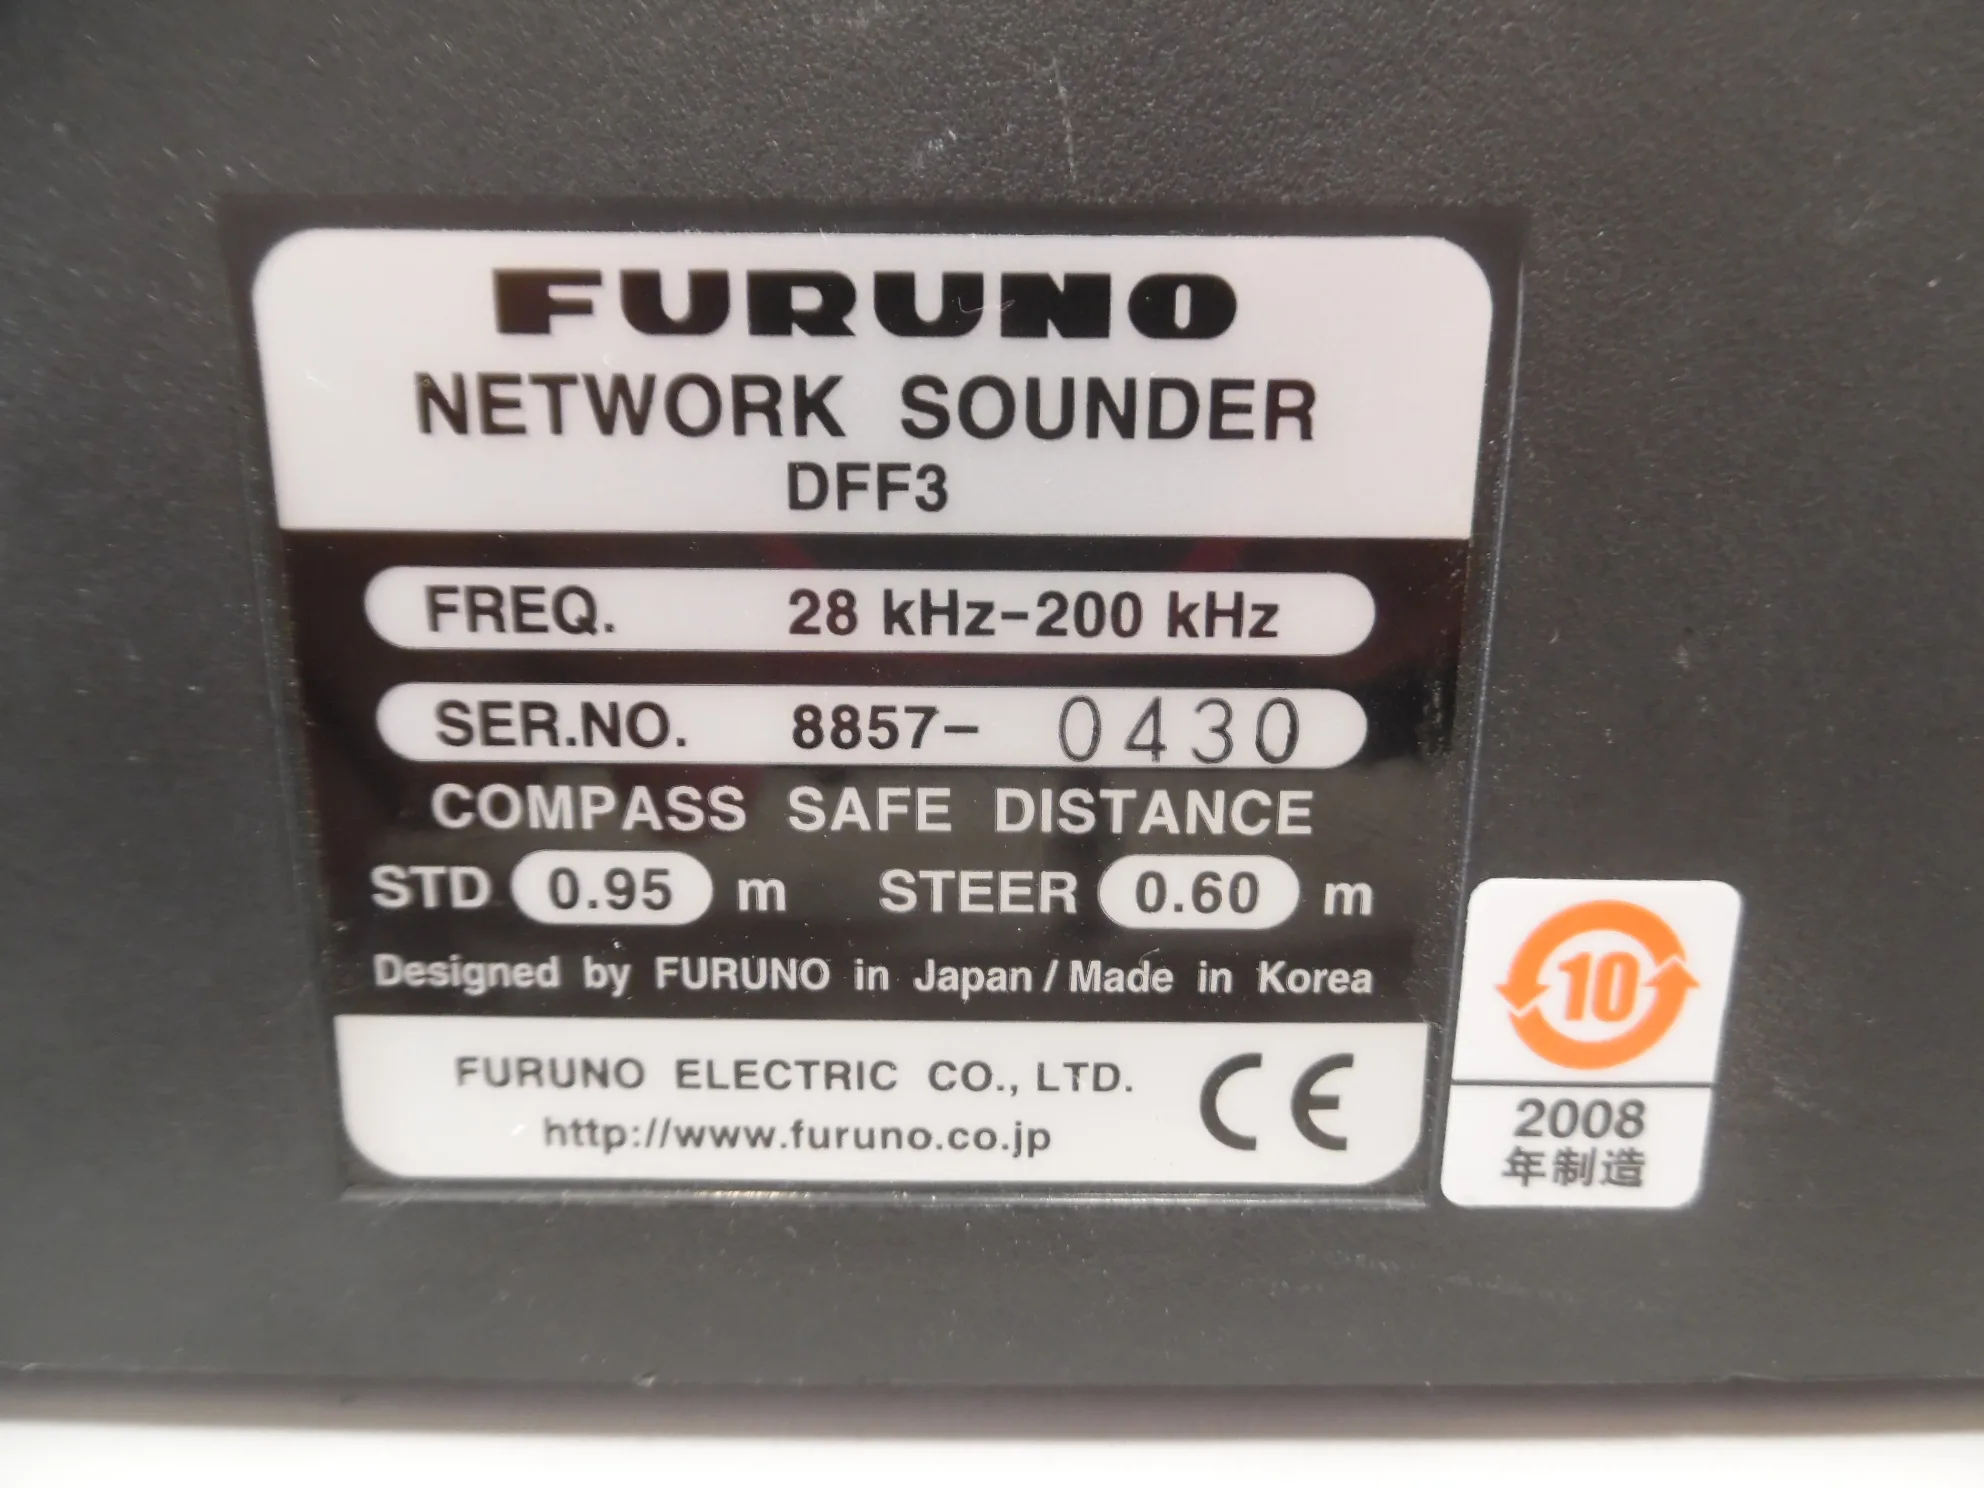 FURUNO
NETWORK SOUNDER
DFF3
FREQ. 28 kHz-200 kHz
SER.NO. 8857- 0430
COMPASS SAFE DISTANCE
STD 0.95 m STEER 0.60 m
Designed by FURUNO in Japan / Made in Korea
FURUNO ELECTRIC CO., LTD.
http://www.furuno.co.jp
CE
10
2008
年制造